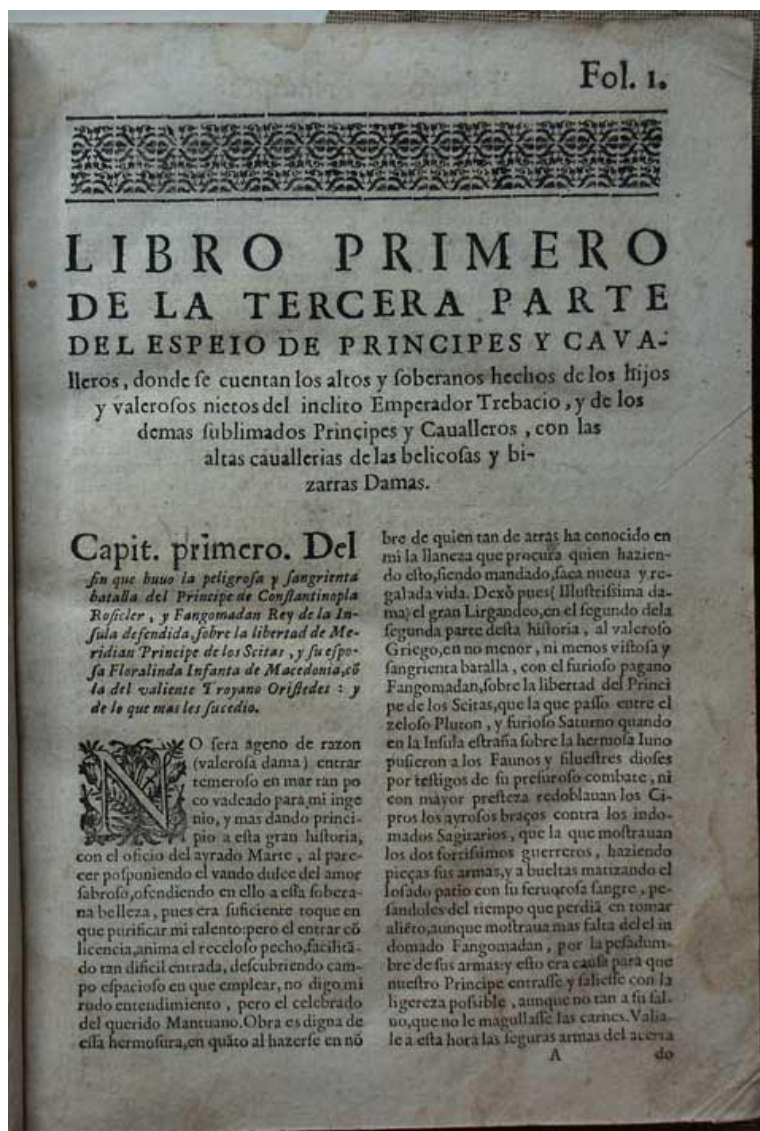 Fol. 1.
LIBRO PRIMERO
DE LA TERCERA PARTE
DEL ESPEIO DE PRINCIPES Y CAVA-
lleros, donde ſe cuentan los altos y ſoberanos hechos de los hijos
y valeroſos nietos del inclito Emperador Trebacio, y de los
demas ſublimados Principes y Caualleros, con las
altas cauallerias de las belicoſas y bi-
zarras Damas.
Capit. primero. Del
fin que huuo la peligroſa y ſangrienta
batalla del Principe de Conſtantinopla
Roſicler, y Fangomadan Rey de la In-
ſula defendida, ſobre la libertad de Me-
ridian Principe de los Scitas, y ſu eſpo-
ſa Floralinda Infanta de Macedonia, cõ
la del valiente Troyano Oriſtedes: y
de lo que mas les ſucedio.
NO ſera ageno de razon
(valeroſa dama) entrar
temeroſo en mar tan po
co vadeado para mi inge
nio, y mas dando princi-
pio a eſta gran hiſtoria,
con el oficio del ayrado Marte, al pare-
cer poſponiendo el vando dulce del amor
ſabroſo, ofendiendo en ello a eſſa ſobera-
na belleza, pues era ſuficiente toque en
que purificar mi talento: pero el entrar cõ
licencia, anima el receloſo pecho, facilitã-
do tan dificil entrada, deſcubriendo cam-
po eſpacioſo en que emplear, no digo mi
rudo entendimiento, pero el celebrado
del querido Mantuano. Obra es digna de
eſſa hermoſura, en quãto al hazerſe en nõ
bre de quien tan de atras ha conocido en
mi la llaneza que procura quien hazien-
do eſto, ſiendo mandado, ſaca nueua y re-
galada vida. Dexò pues (Illuſtriſsima da-
ma) el gran Lirgandeo, en el ſegundo dela
ſegunda parte deſta hiſtoria, al valeroſo
Griego, en no menor, ni menos viſtoſa y
ſangrienta batalla, con el furioſo pagano
Fangomadan, ſobre la libertad del Princi
pe de los Scitas, que la que paſſo entre el
zeloſo Pluton, y furioſo Saturno quando
en la Inſula eſtraña ſobre la hermoſa Iuno
puſieron a los Faunos y ſilueſtres dioſes
por teſtigos de ſu preſuroſo combate, ni
con mayor preſteza redoblauan los Ci-
pros los ayroſos braços contra los indo-
mados Sagitarios, que la que moſtrauan
los dos fortiſsimos guerreros, haziendo
pieças ſus armas, y a bueltas matizando el
loſado patio con ſu feruoroſa ſangre, pe-
ſandoles del tiempo que perdiã en tomar
aliẽto, aunque moſtraua mas falta del el in
domado Fangomadan, por la peſadum-
bre de ſus armas: y eſto era cauſa para que
nueſtro Principe entraſſe y ſalieſſe con la
ligereza poſsible, aunque no tan a ſu ſal-
uo, que no le magullaſſe las carnes. Valia-
le a eſta hora las ſeguras armas del acerta
A do